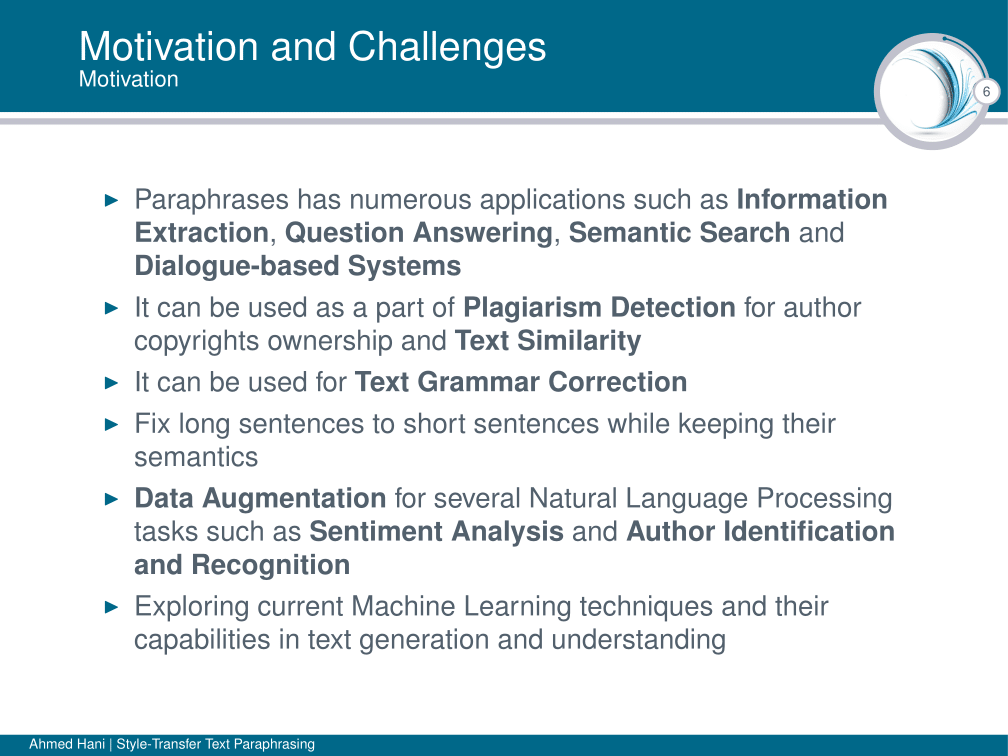 Motivation and Challenges
Motivation
6
▶ Paraphrases has numerous applications such as Information
Extraction, Question Answering, Semantic Search and
Dialogue-based Systems
▶ It can be used as a part of Plagiarism Detection for author
copyrights ownership and Text Similarity
▶ It can be used for Text Grammar Correction
▶ Fix long sentences to short sentences while keeping their
semantics
▶ Data Augmentation for several Natural Language Processing
tasks such as Sentiment Analysis and Author Identification
and Recognition
▶ Exploring current Machine Learning techniques and their
capabilities in text generation and understanding
Ahmed Hani | Style-Transfer Text Paraphrasing